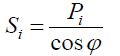 S_i = P_i / cos φ